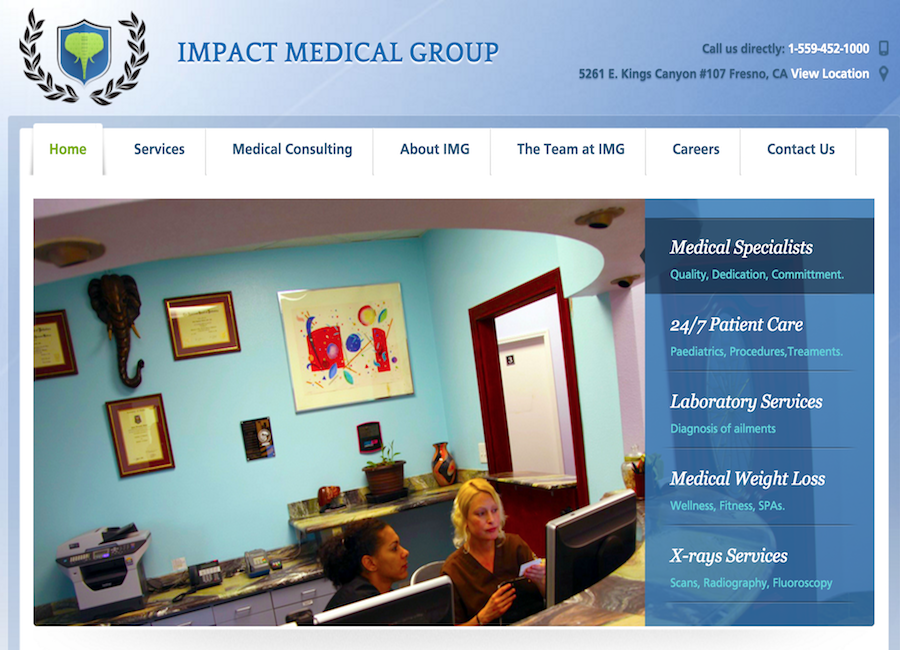 IMPACT MEDICAL GROUP
Call us directly: 1-559-452-1000
5261 E. Kings Canyon #107 Fresno, CA View Location
Home
Services
Medical Consulting
About IMG
The Team at IMG
Careers
Contact Us
Medical Specialists
Quality, Dedication, Committment.
24/7 Patient Care
Paediatrics, Procedures,Treaments.
Laboratory Services
Diagnosis of ailments
Medical Weight Loss
Wellness, Fitness, SPAs.
X-rays Services
Scans, Radiography, Fluoroscopy
3